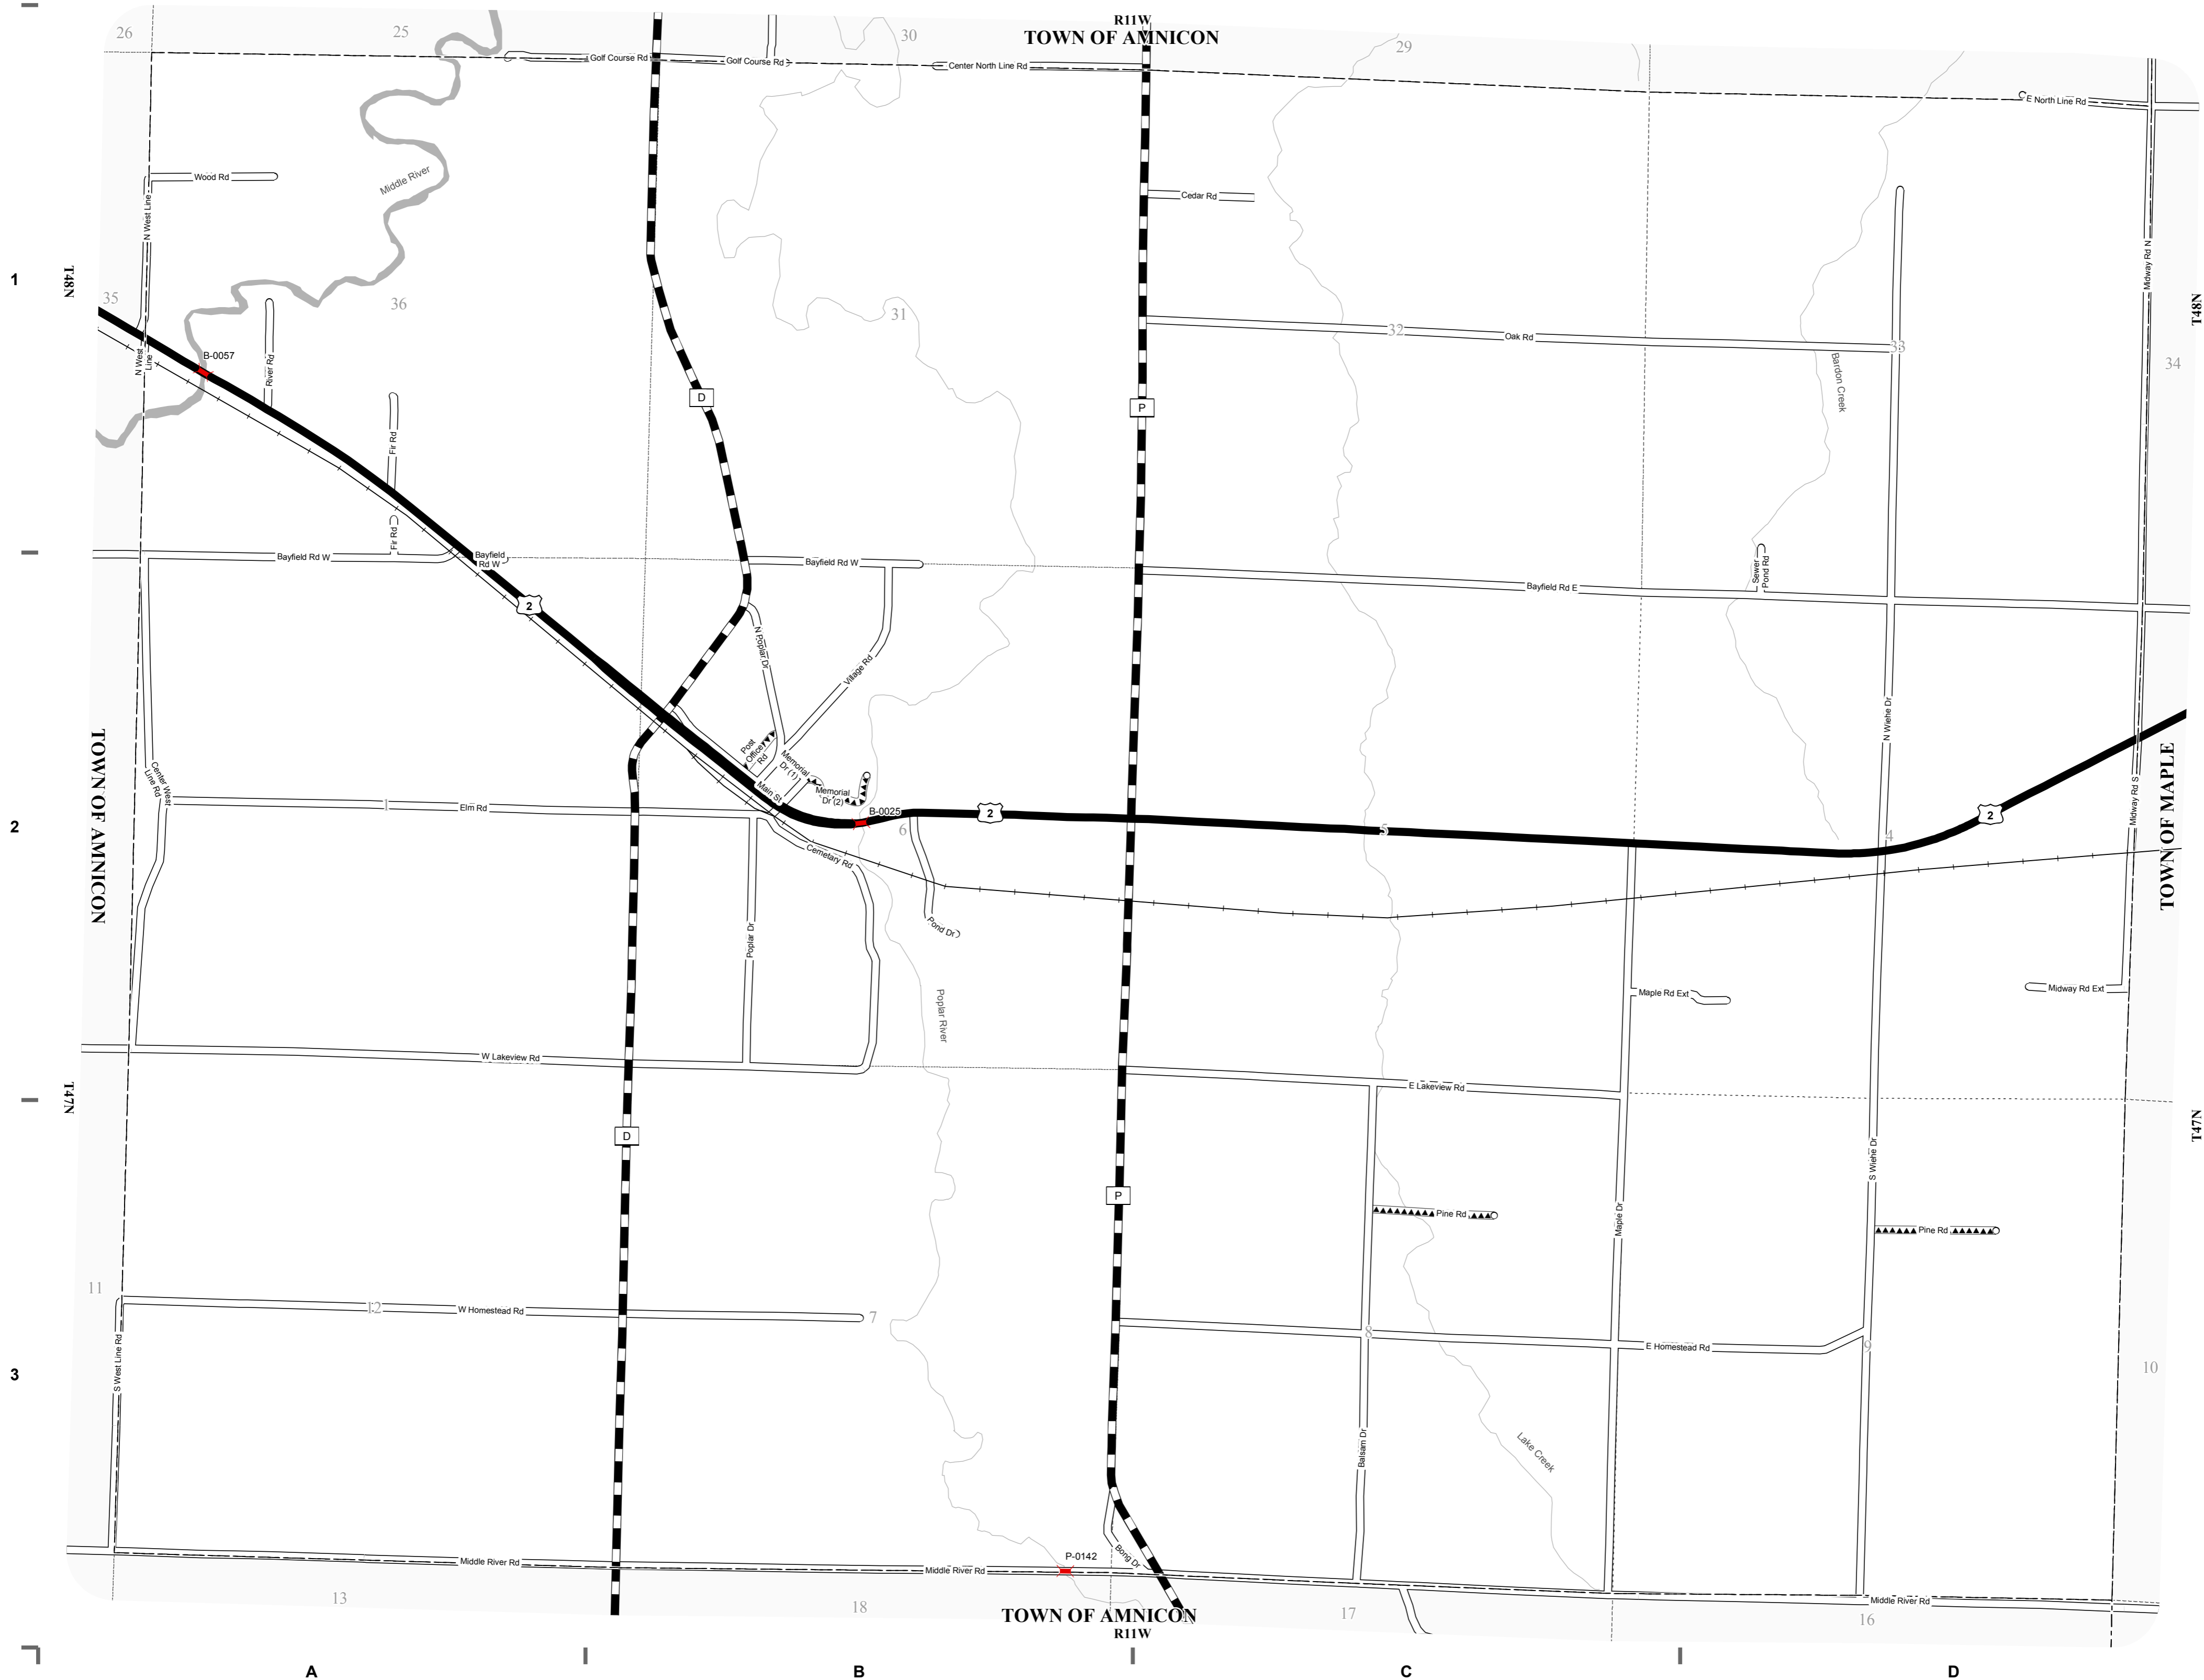 R11W
TOWN OF AMNICON
26
25
30
29
Golf Course Rd
Golf Course Rd
Center North Line Rd
E North Line Rd
Wood Rd
Middle River
Cedar Rd
N West Line
Midway Rd N
1
T48N
T48N
35
36
31
32
Oak Rd
33
34
N West
Line
B-0057
River Rd
Bardon Creek
D
P
Fir Rd
Fir Rd
Bayfield Rd W
Bayfield
Rd W
Bayfield Rd W
Bayfield Rd E
Sewer
Pond Rd
2
N Poplar Dr
Village Rd
N Wiehe Dr
TOWN OF AMNICON
TOWN OF MAPLE
Center West
Line Rd
Post
Office
Rd
Memorial
Dr (1)
Main St
Memorial
Dr (2)
Midway Rd S
1
Elm Rd
B-0025
2
2
2
6
5
4
Cemetary Rd
Pond Dr
Poplar Dr
Poplar River
Maple Rd Ext
Midway Rd Ext
W Lakeview Rd
E Lakeview Rd
T47N
T47N
D
P
S Wiehe Dr
Maple Dr
Pine Rd
Pine Rd
11
12
W Homestead Rd
7
8
E Homestead Rd
9
10
3
S West Line Rd
Balsam Dr
Lake Creek
Middle River Rd
Middle River Rd
P-0142
Bong Dr
Middle River Rd
13
18
17
16
TOWN OF AMNICON
R11W
A
B
C
D